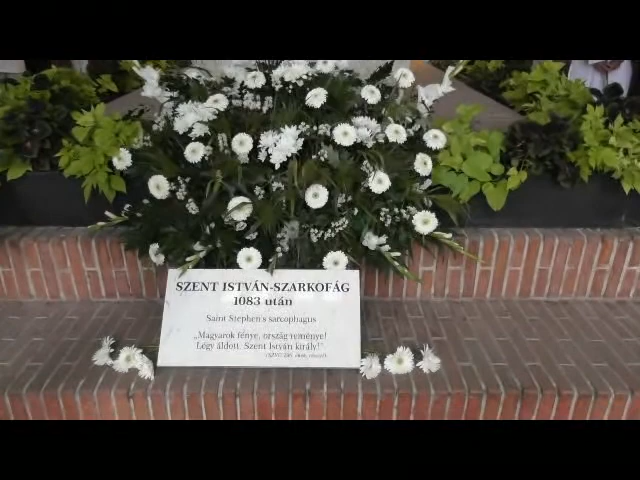 SZENT ISTVÁN-SZARKOFÁG
1083 után
Saint Stephen's sarcophagus
„Magyarok fénye, ország reménye!
Légy áldott, Szent István király!"